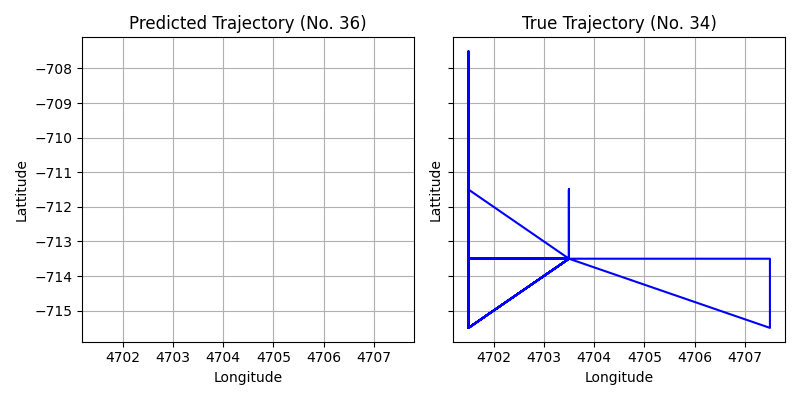 Predicted Trajectory (No. 36)
True Trajectory (No. 34)
−708
−709
−710
−711
−712
−713
−714
−715
Lattitude
Lattitude
4702 4703 4704 4705 4706 4707
4702 4703 4704 4705 4706 4707
Longitude
Longitude